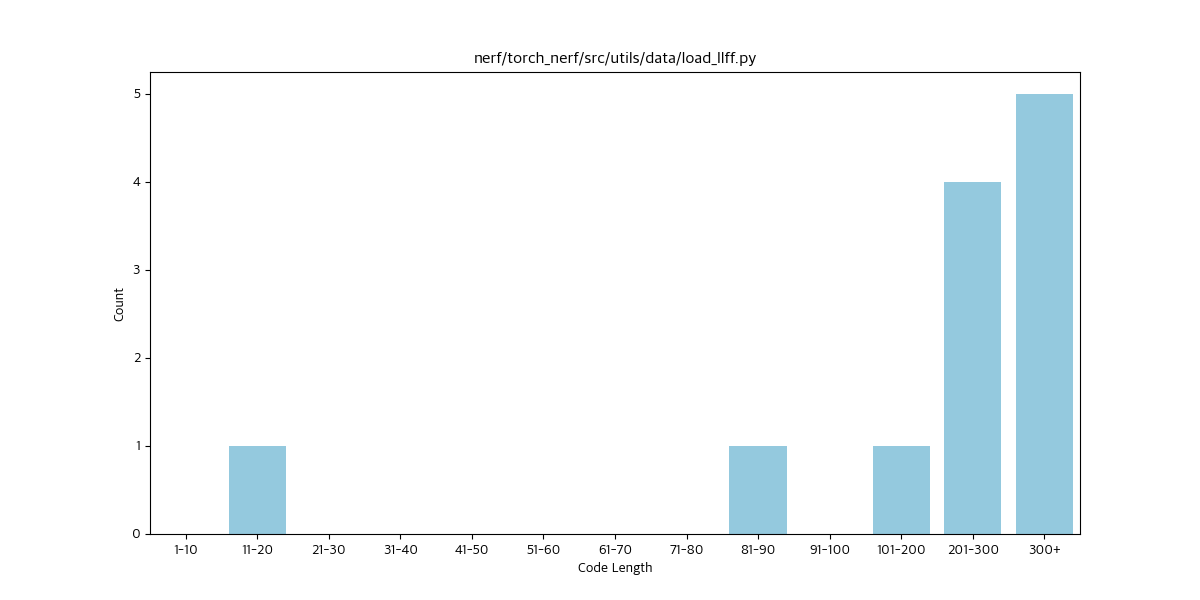 nerf/torch_nerf/src/utils/data/load_llff.py
5
4
3
2
1
0
Count
1-10 11-20 21-30 31-40 41-50 51-60 61-70 71-80 81-90 91-100 101-200 201-300 300+
Code Length